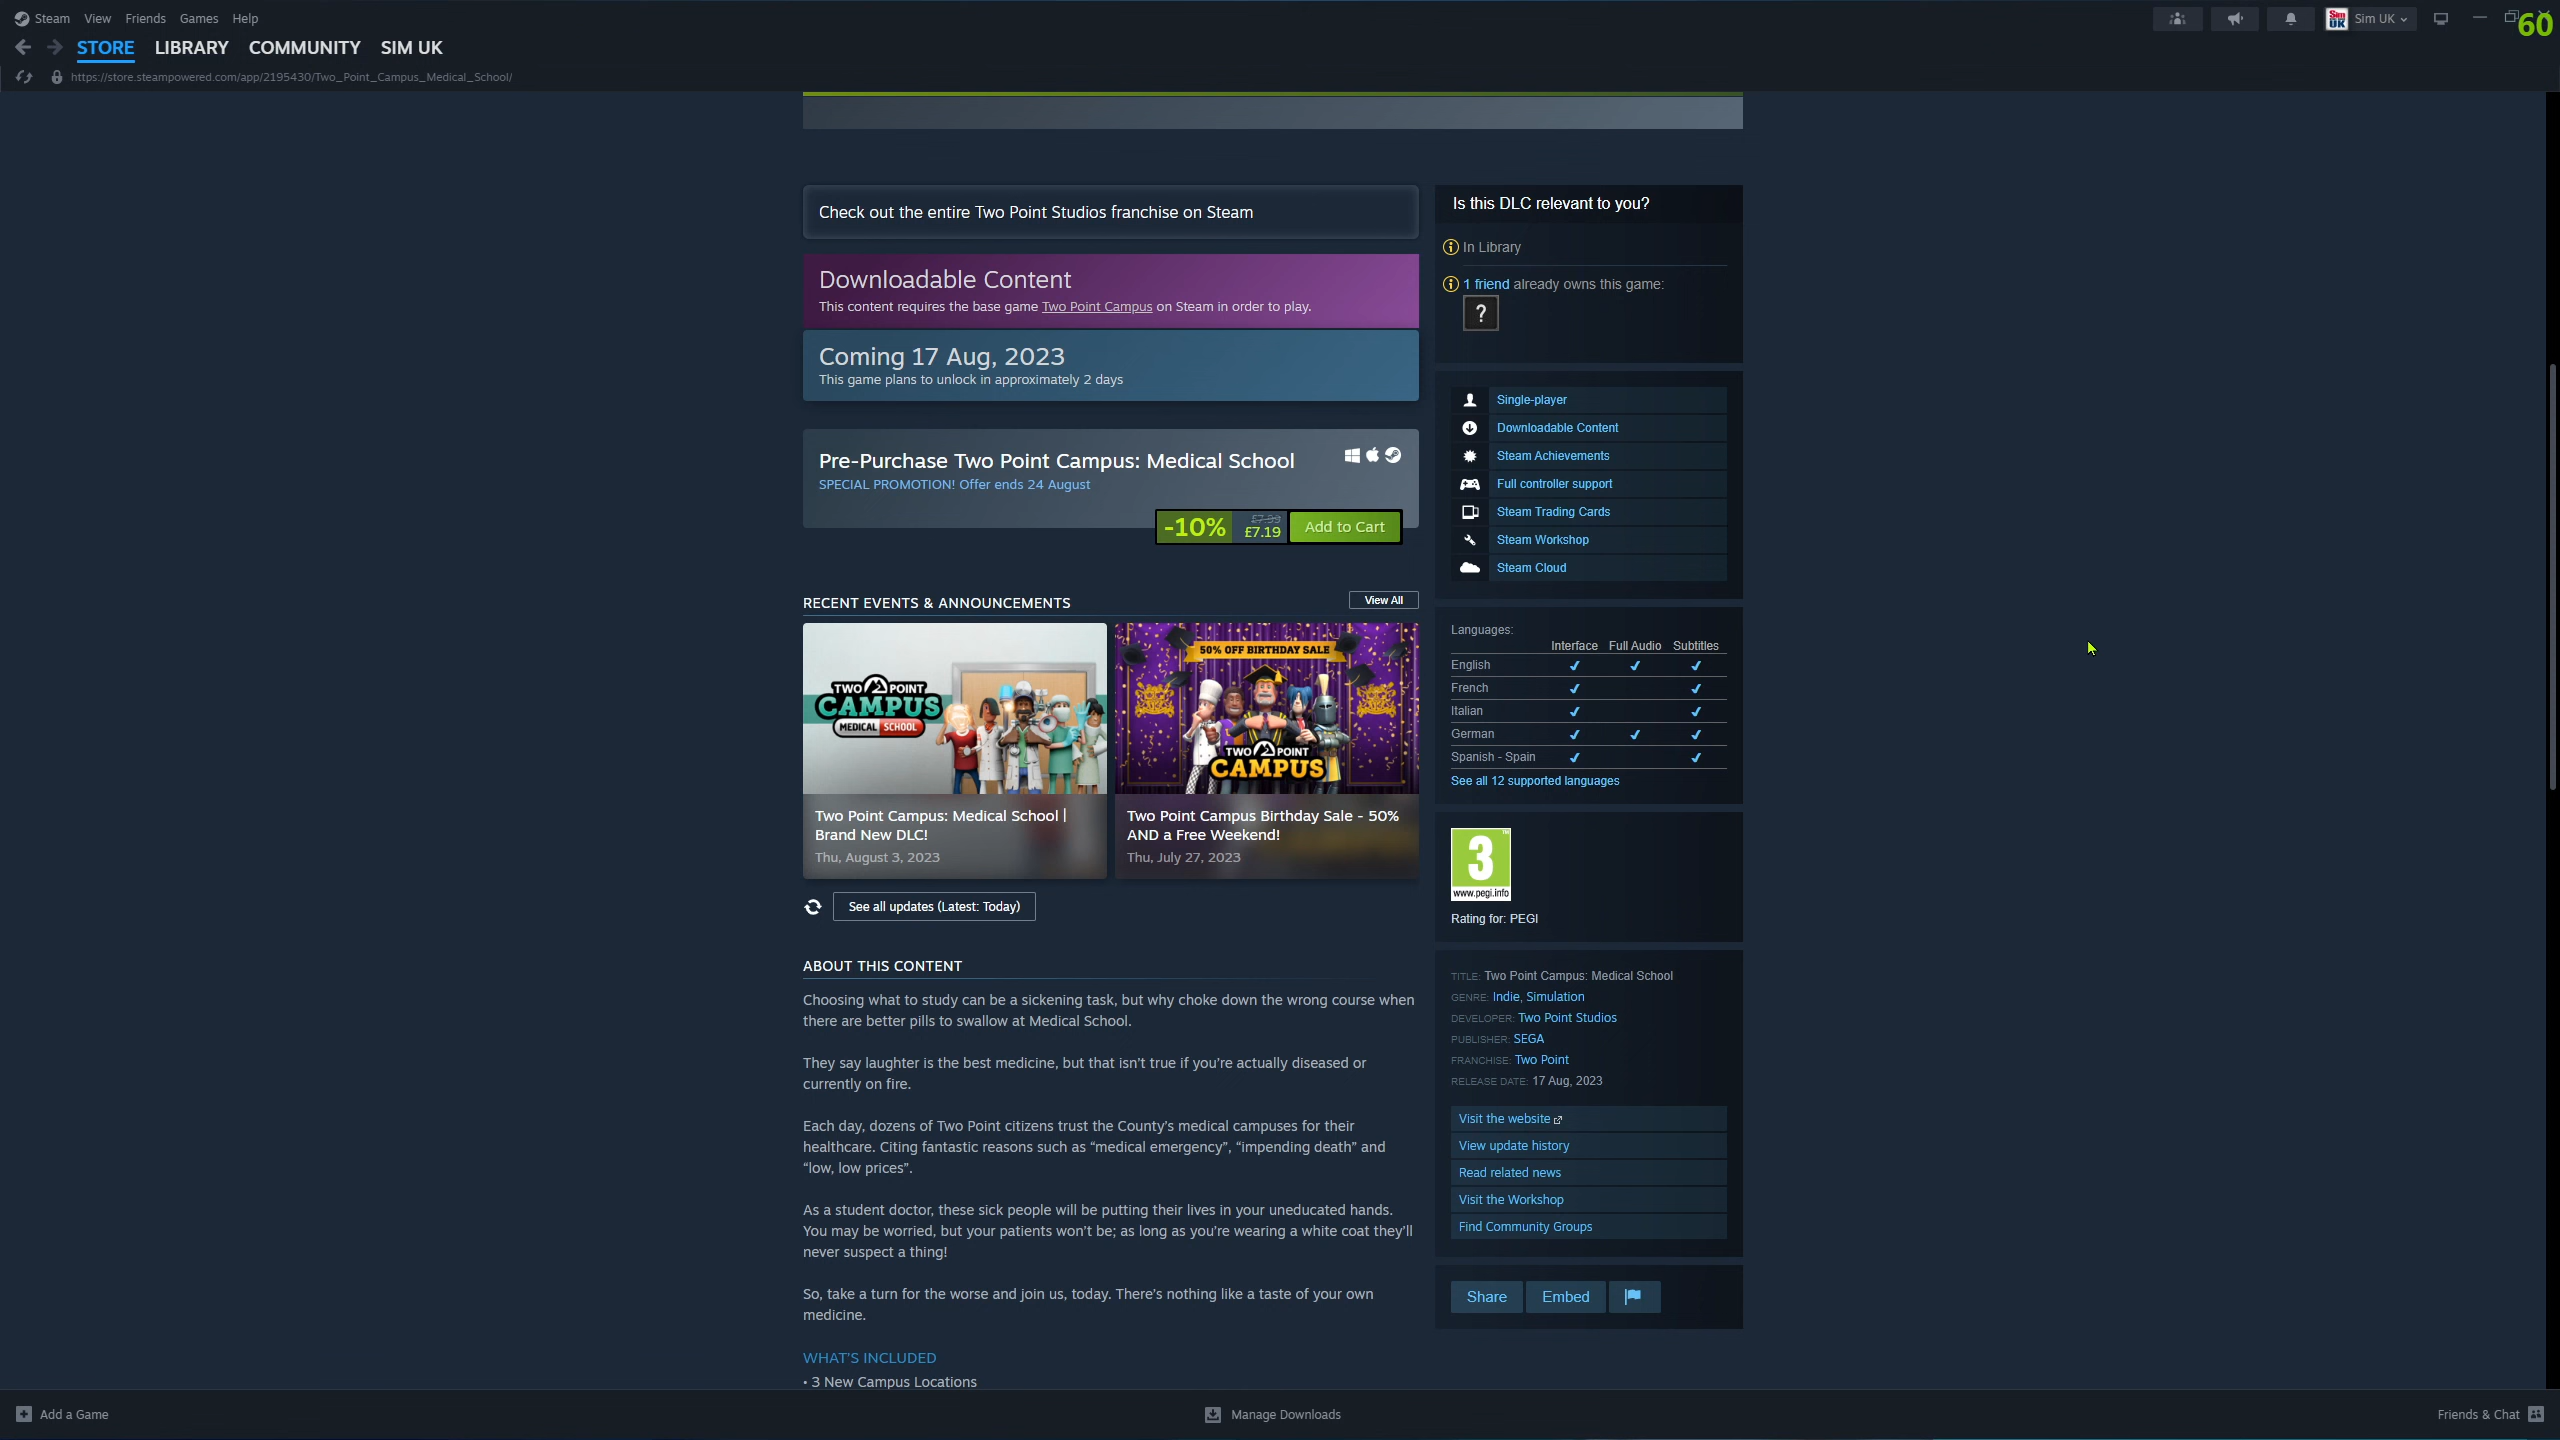 Steam View Friends Games Help
Sim UK
60
STORE LIBRARY COMMUNITY SIM UK
https://store.steampowered.com/app/2195430/Two_Point_Campus_Medical_School/
Check out the entire Two Point Studios franchise on Steam
Downloadable Content
This content requires the base game Two Point Campus on Steam in order to play.
Coming 17 Aug, 2023
This game plans to unlock in approximately 2 days
Pre-Purchase Two Point Campus: Medical School
SPECIAL PROMOTION! Offer ends 24 August
-10%
£7.99
£7.19
Add to Cart
RECENT EVENTS & ANNOUNCEMENTS
View All
TWO POINT
CAMPUS
MEDICAL SCHOOL
50% OFF BIRTHDAY SALE
TWO POINT
CAMPUS
Two Point Campus: Medical School |
Brand New DLC!
Thu, August 3, 2023
Two Point Campus Birthday Sale - 50%
AND a Free Weekend!
Thu, July 27, 2023
See all updates (Latest: Today)
ABOUT THIS CONTENT
Choosing what to study can be a sickening task, but why choke down the wrong course when
there are better pills to swallow at Medical School.
They say laughter is the best medicine, but that isn’t true if you’re actually diseased or
currently on fire.
Each day, dozens of Two Point citizens trust the County’s medical campuses for their
healthcare. Citing fantastic reasons such as “medical emergency”, “impending death” and
“low, low prices”.
As a student doctor, these sick people will be putting their lives in your uneducated hands.
You may be worried, but your patients won’t be; as long as you’re wearing a white coat they’ll
never suspect a thing!
So, take a turn for the worse and join us, today. There’s nothing like a taste of your own
medicine.
WHAT’S INCLUDED
• 3 New Campus Locations
Is this DLC relevant to you?
In Library
1 friend already owns this game:
?
Single-player
Downloadable Content
Steam Achievements
Full controller support
Steam Trading Cards
Steam Workshop
Steam Cloud
Languages:
Interface Full Audio Subtitles
English ✔ ✔ ✔
French ✔ ✔
Italian ✔ ✔
German ✔ ✔ ✔
Spanish - Spain ✔ ✔
See all 12 supported languages
3
™
www.pegi.info
Rating for: PEGI
TITLE: Two Point Campus: Medical School
GENRE: Indie, Simulation
DEVELOPER: Two Point Studios
PUBLISHER: SEGA
FRANCHISE: Two Point
RELEASE DATE: 17 Aug, 2023
Visit the website
View update history
Read related news
Visit the Workshop
Find Community Groups
Share Embed
Add a Game
Manage Downloads
Friends & Chat